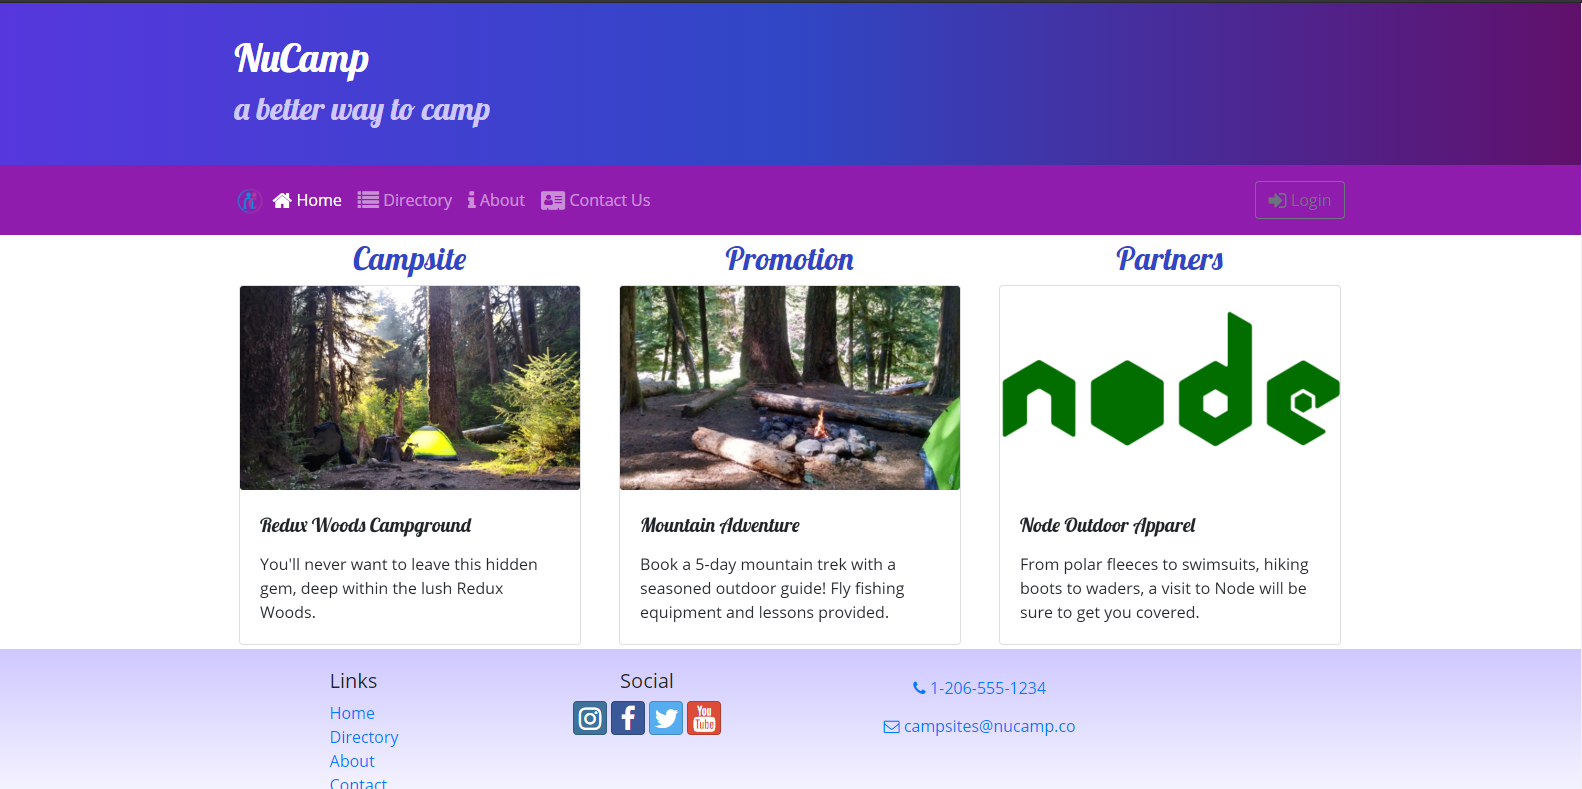 NuCamp
a better way to camp
Home Directory About Contact Us Login
Campsite
Promotion
Partners
node
Redux Woods Campground
You'll never want to leave this hidden
gem, deep within the lush Redux
Woods.
Mountain Adventure
Book a 5-day mountain trek with a
seasoned outdoor guide! Fly fishing
equipment and lessons provided.
Node Outdoor Apparel
From polar fleeces to swimsuits, hiking
boots to waders, a visit to Node will be
sure to get you covered.
Links
Home
Directory
About
Contact
Social
You
Tube
1-206-555-1234
campsites@nucamp.co